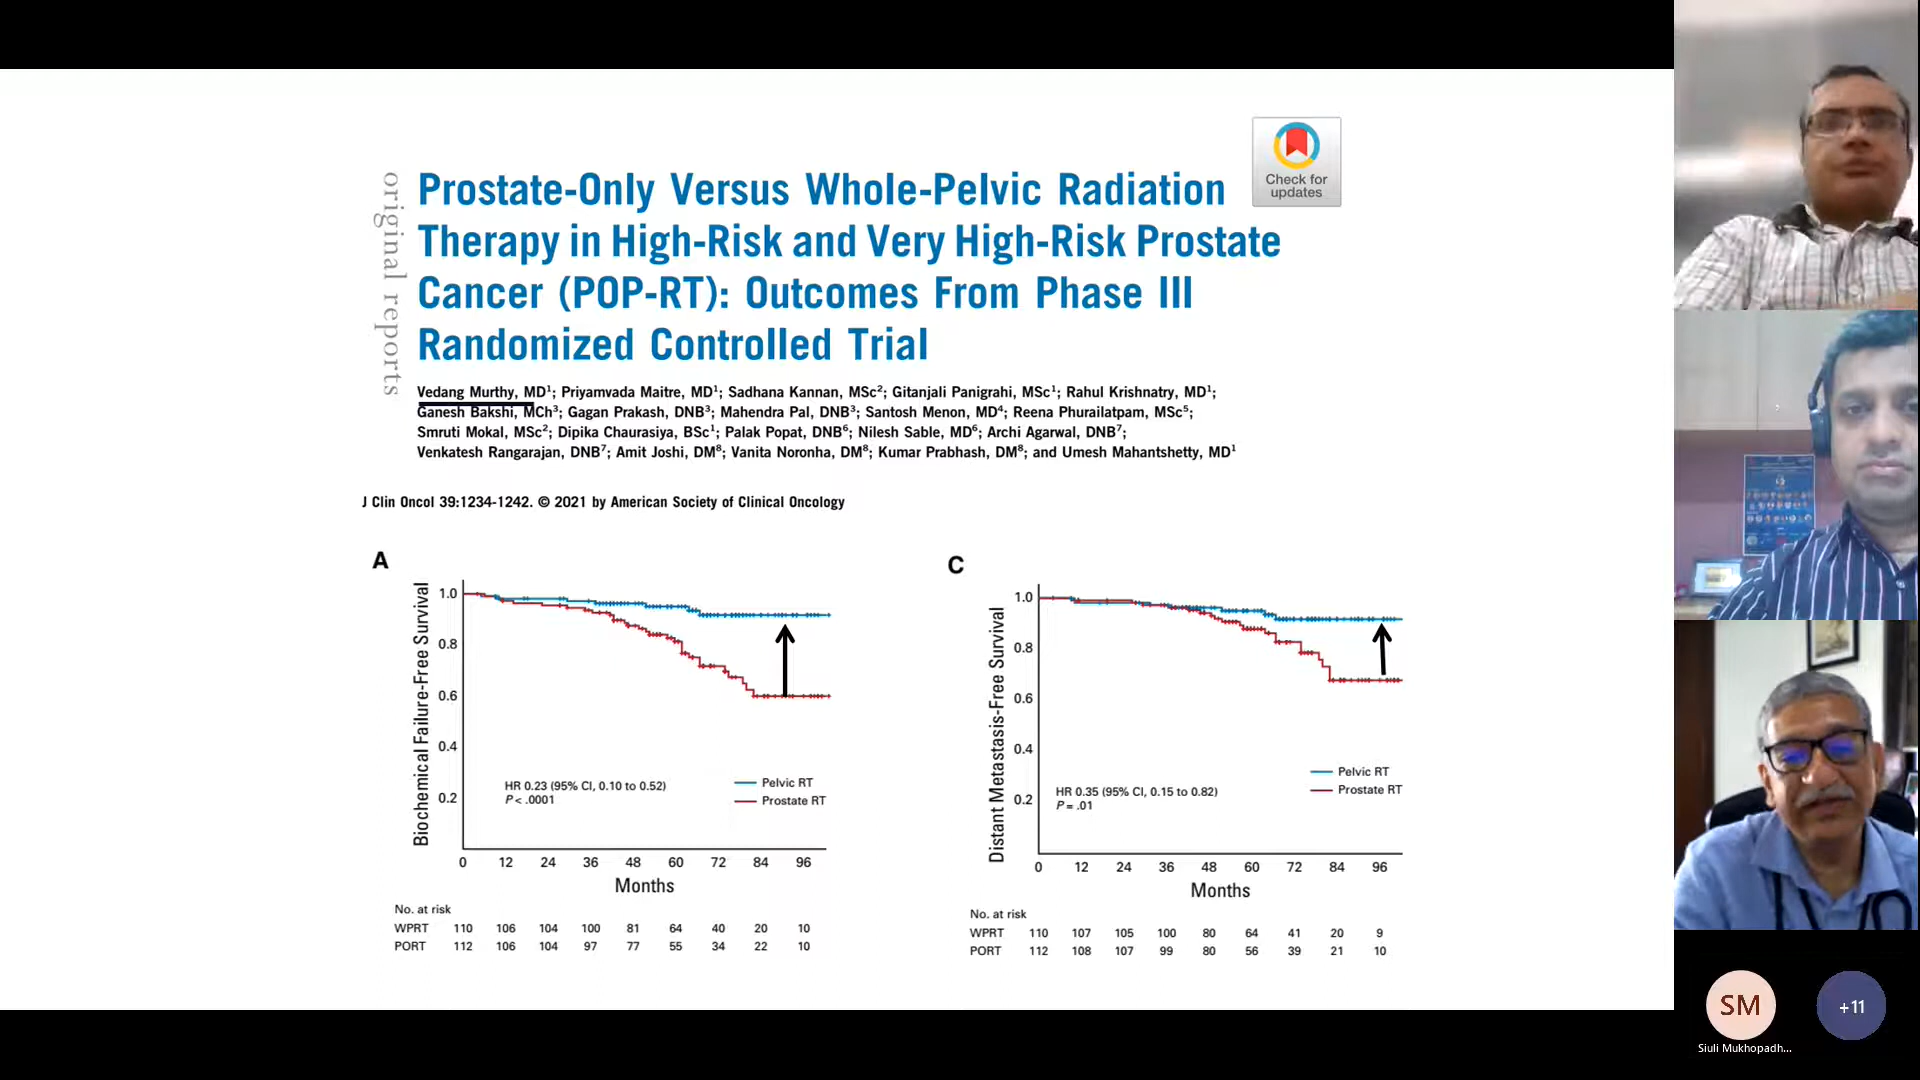 original reports
Prostate-Only Versus Whole-Pelvic Radiation
Therapy in High-Risk and Very High-Risk Prostate
Cancer (POP-RT): Outcomes From Phase III
Randomized Controlled Trial
Check for
updates
Vedang Murthy, MD1; Priyamvada Maitre, MD1; Sadhana Kannan, MSc2; Gitanjali Panigrahi, MSc1; Rahul Krishnatry, MD1;
Ganesh Bakshi, MCh3; Gagan Prakash, DNB3; Mahendra Pal, DNB3; Santosh Menon, MD4; Reena Phurailatpam, MSc5;
Smruti Mokal, MSc2; Dipika Chaurasiya, BSc1; Palak Popat, DNB6; Nilesh Sable, MD6; Archi Agarwal, DNB7;
Venkatesh Rangarajan, DNB7; Amit Joshi, DM8; Vanita Noronha, DM8; Kumar Prabhash, DM8; and Umesh Mahantshetty, MD1
J Clin Oncol 39:1234-1242. © 2021 by American Society of Clinical Oncology
A
Biochemical Failure-Free Survival
1.0
0.8
0.6
0.4
0.2
HR 0.23 (95% CI, 0.10 to 0.52)
P < .0001
Pelvic RT
Prostate RT
0 12 24 36 48 60 72 84 96
Months
No. at risk
WPRT 110 106 104 100 81 64 40 20 10
PORT 112 106 104 97 77 55 34 22 10
C
Distant Metastasis-Free Survival
1.0
0.8
0.6
0.4
0.2
HR 0.35 (95% CI, 0.15 to 0.82)
P = .01
Pelvic RT
Prostate RT
0 12 24 36 48 60 72 84 96
Months
No. at risk
WPRT 110 107 105 100 80 64 41 20 9
PORT 112 108 107 99 80 56 39 21 10
SM
Siuli Mukhopadh...
+11